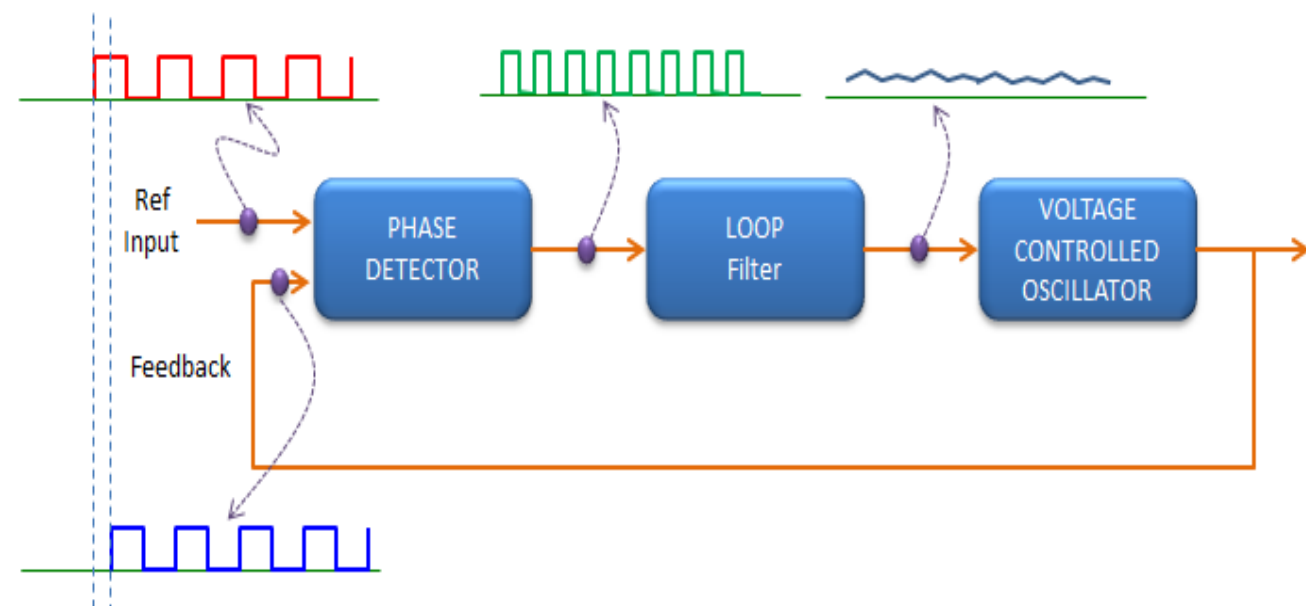 Ref
Input
PHASE
DETECTOR
LOOP
Filter
VOLTAGE
CONTROLLED
OSCILLATOR
Feedback